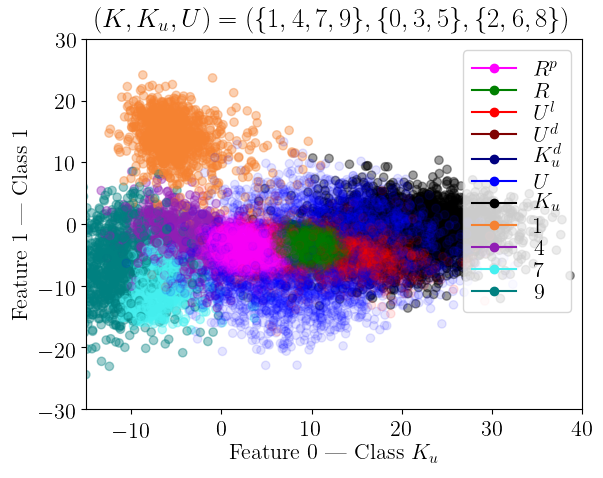 (K, K_u, U) = ({1, 4, 7, 9}, {0, 3, 5}, {2, 6, 8})
30
20
10
0
−10
−20
−30
Feature 1 — Class 1
R^p
R
U^l
U^d
K_u^d
U
K_u
1
4
7
9
−10
0
10
20
30
40
Feature 0 — Class K_u